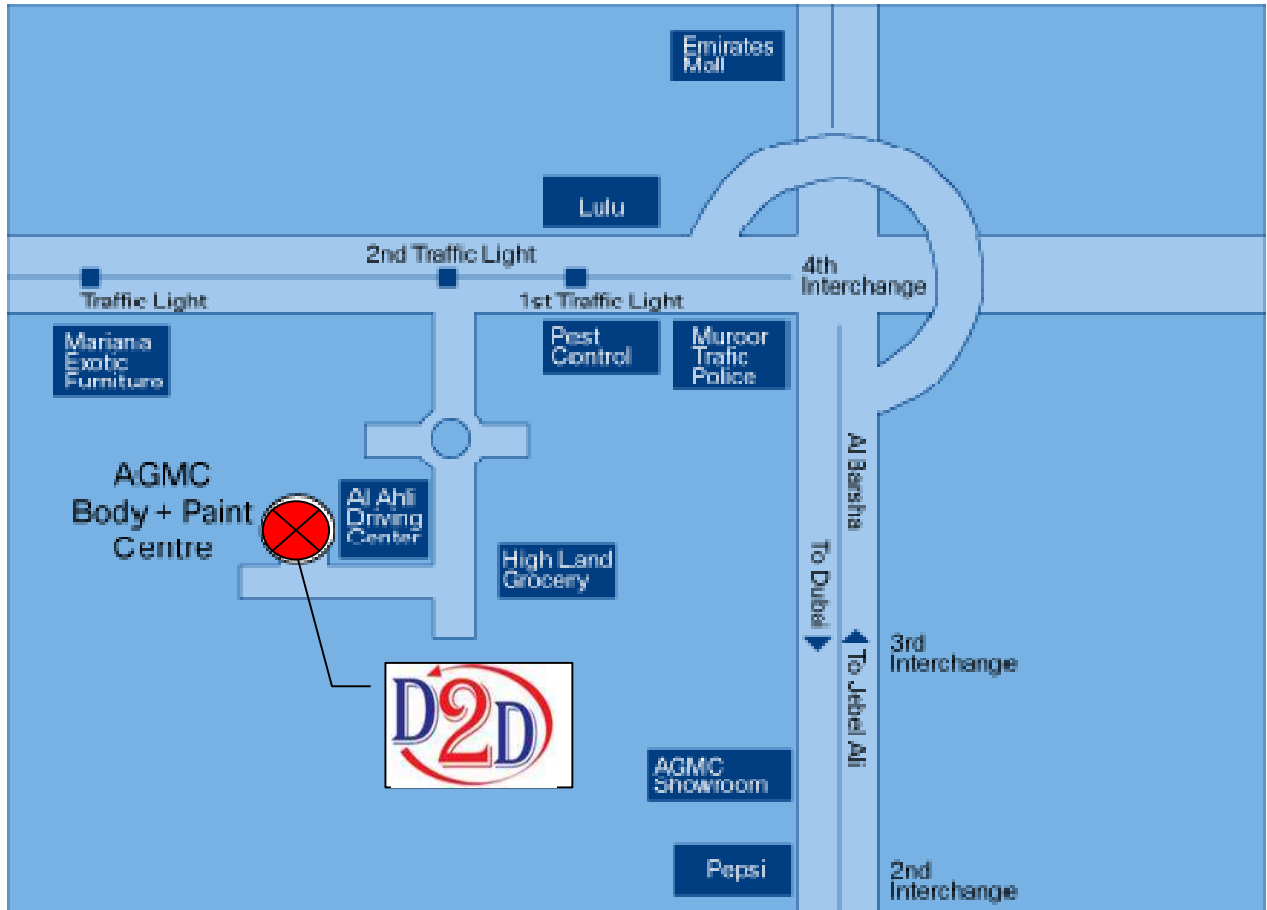 Emirates
Mall
Lulu
2nd Traffic Light
4th
Interchange
Traffic Light
1st Traffic Light
Mariana
Exotic
Furniture
Pest
Control
Muroor
Trafic
Police
AGMC
Body + Paint
Centre
Al Ahli
Driving
Center
High Land
Grocery
Al Barsha
To Dubai
To Jebel Ali
3rd
Interchange
D2D
AGMC
Showroom
Pepsi
2nd
Interchange